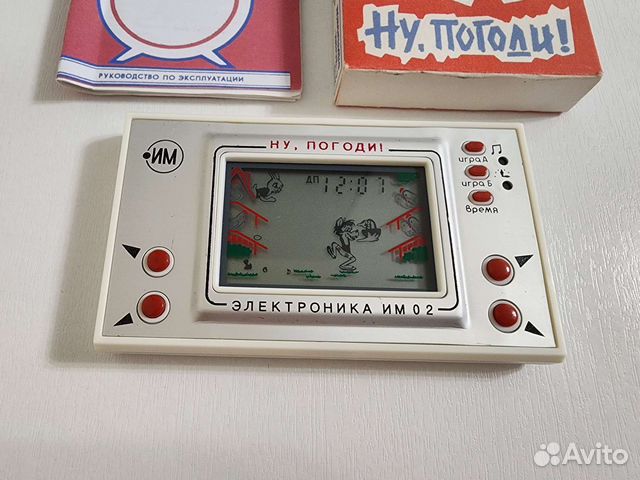 РУКОВОДСТВО ПО ЭКСПЛУАТАЦИИ
НУ, ПОГОДИ!
ИМ
НУ, ПОГОДИ!
игра А
игра Б
время
ДП 12:07
ЭЛЕКТРОНИКА ИМ 02
Avito